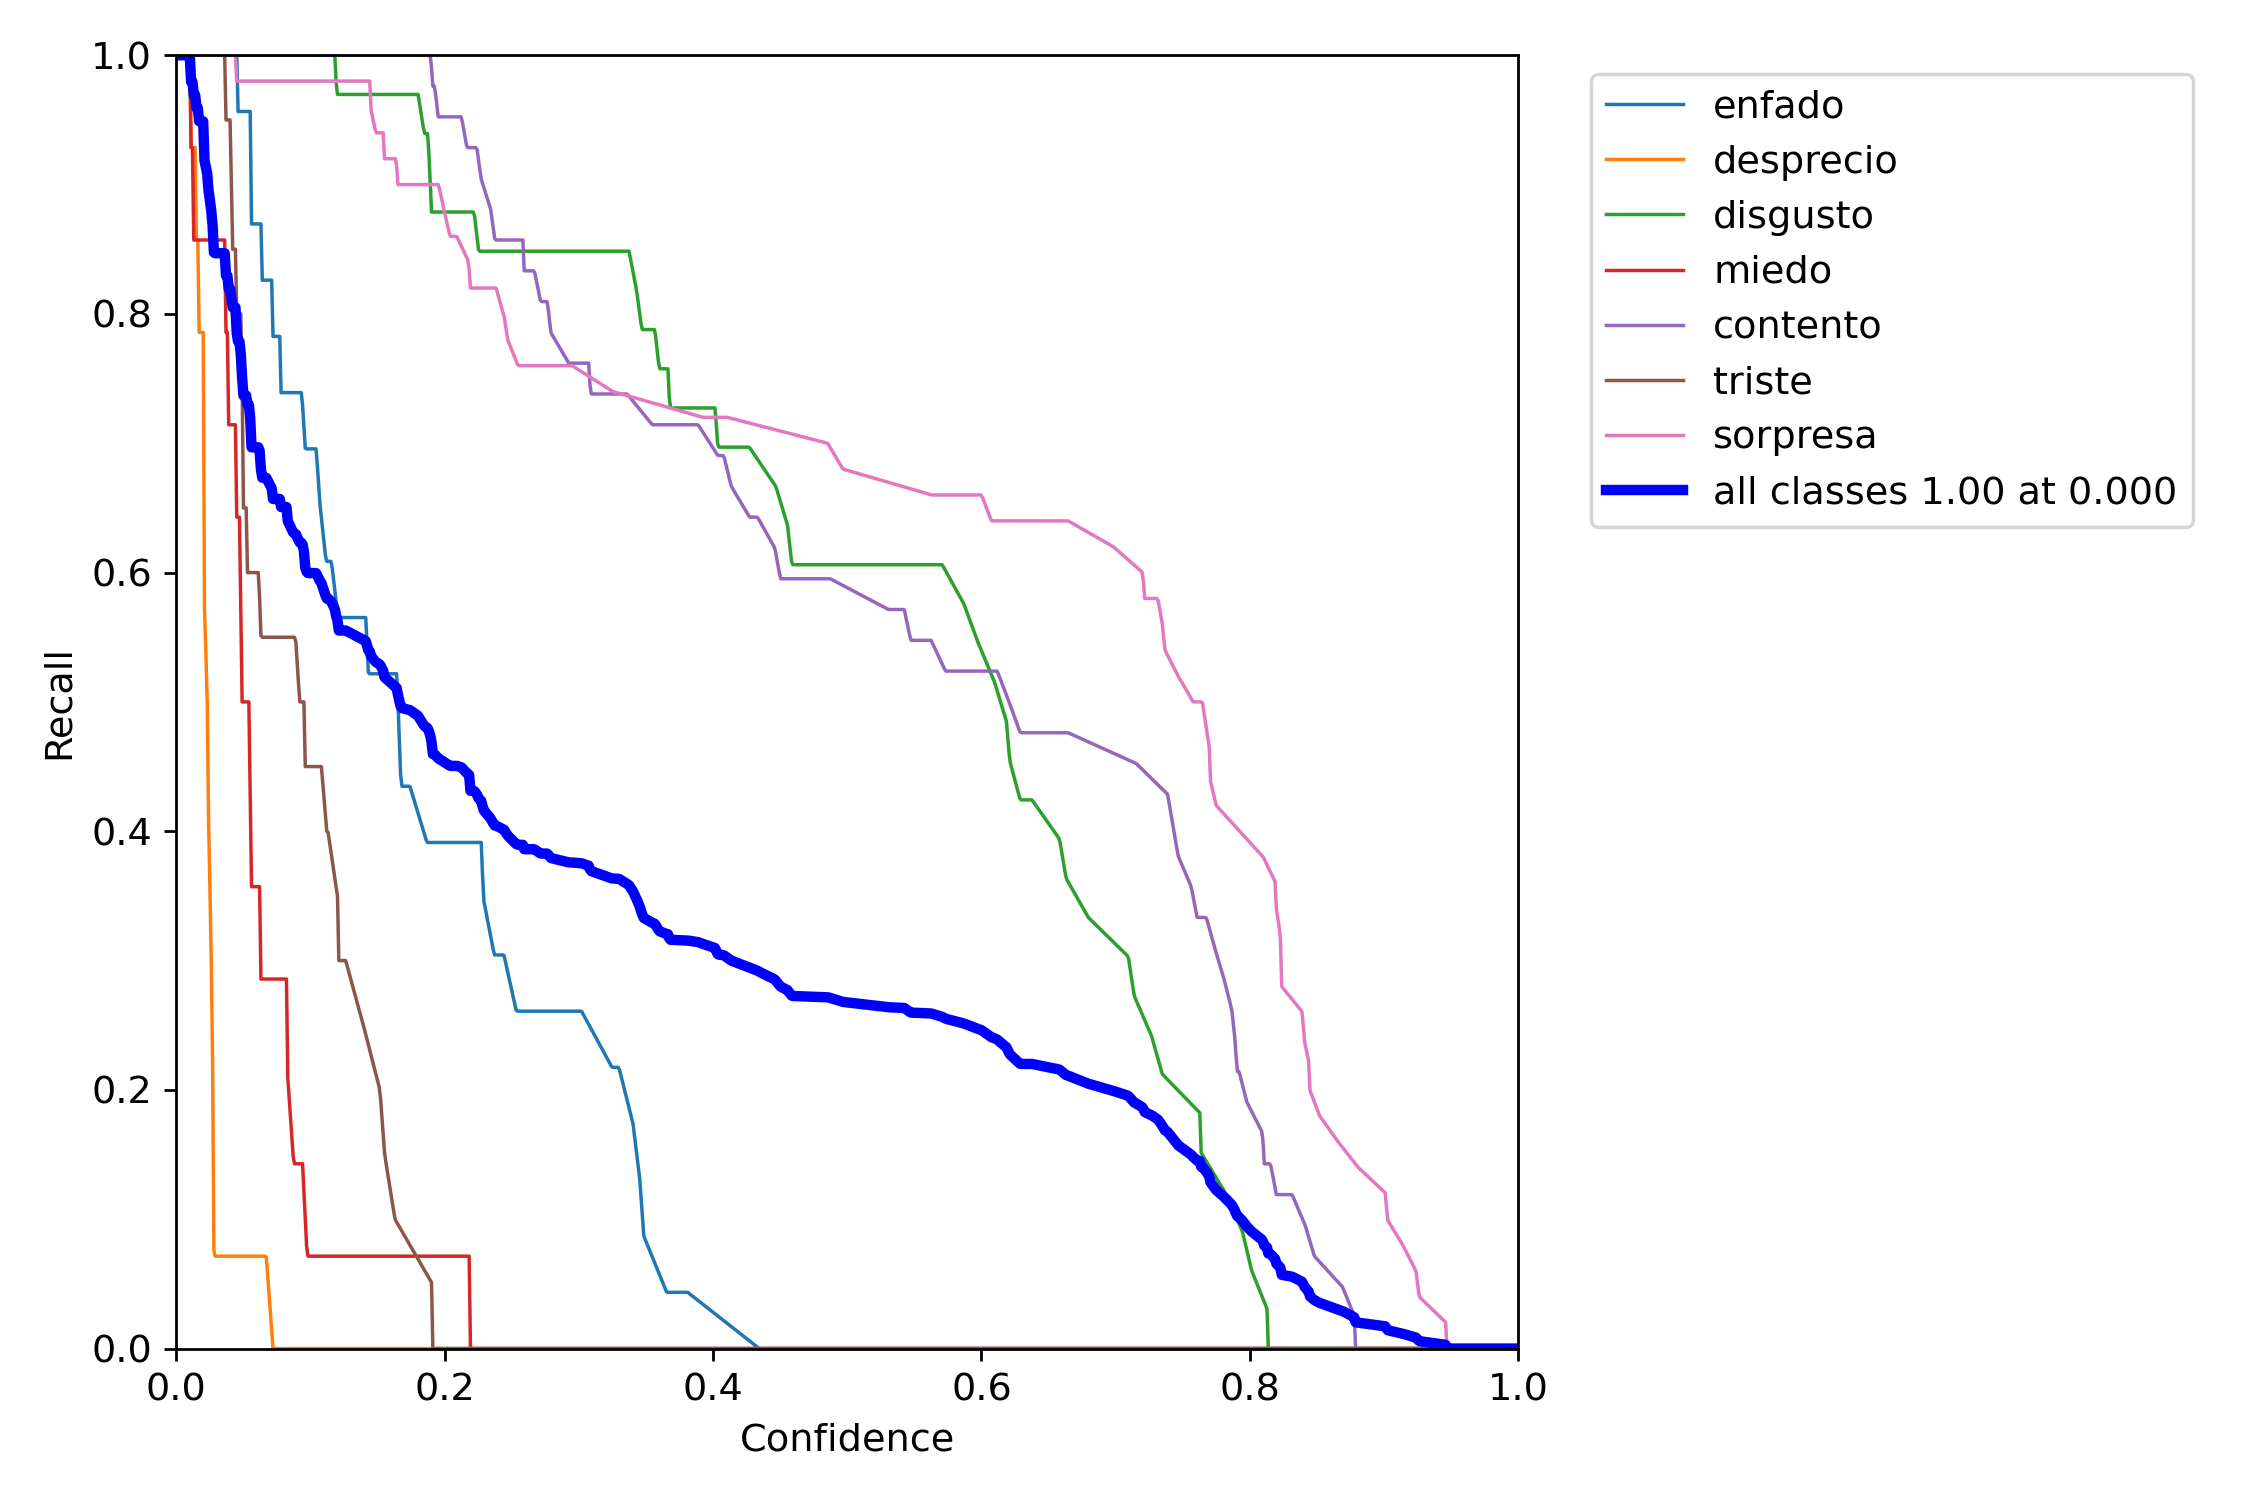 1.0
0.8
0.6
0.4
0.2
0.0
Recall
0.0 0.2 0.4 0.6 0.8 1.0
Confidence
enfado
desprecio
disgusto
miedo
contento
triste
sorpresa
all classes 1.00 at 0.000